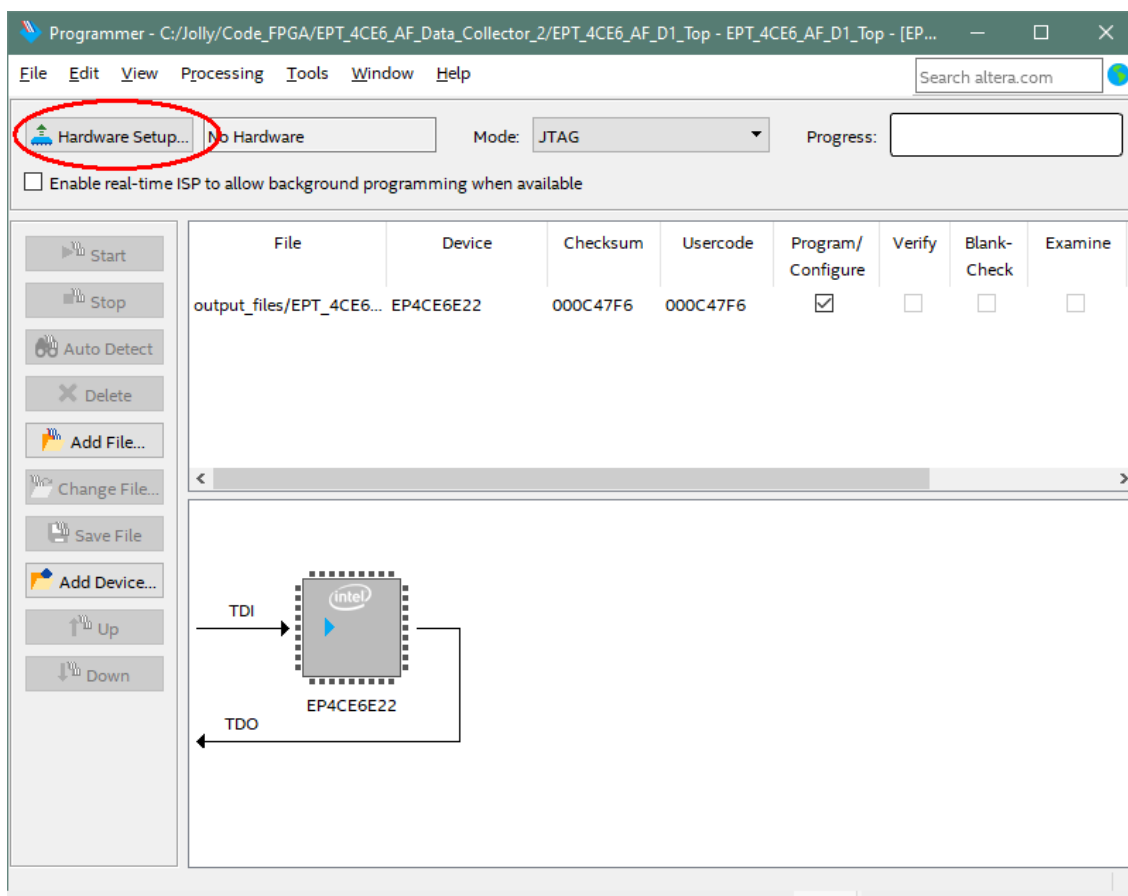 Programmer - C:/Jolly/Code_FPGA/EPT_4CE6_AF_Data_Collector_2/EPT_4CE6_AF_D1_Top - EPT_4CE6_AF_D1_Top - [EP...
File Edit View Processing Tools Window Help Search altera.com
Hardware Setup... No Hardware Mode: JTAG Progress:
Enable real-time ISP to allow background programming when available
File Device Checksum Usercode Program/ Configure Verify Blank- Check Examine
output_files/EPT_4CE6... EP4CE6E22 000C47F6 000C47F6
Start
Stop
Auto Detect
Delete
Add File...
Change File...
Save File
Add Device...
Up
Down
intel
TDI
EP4CE6E22
TDO